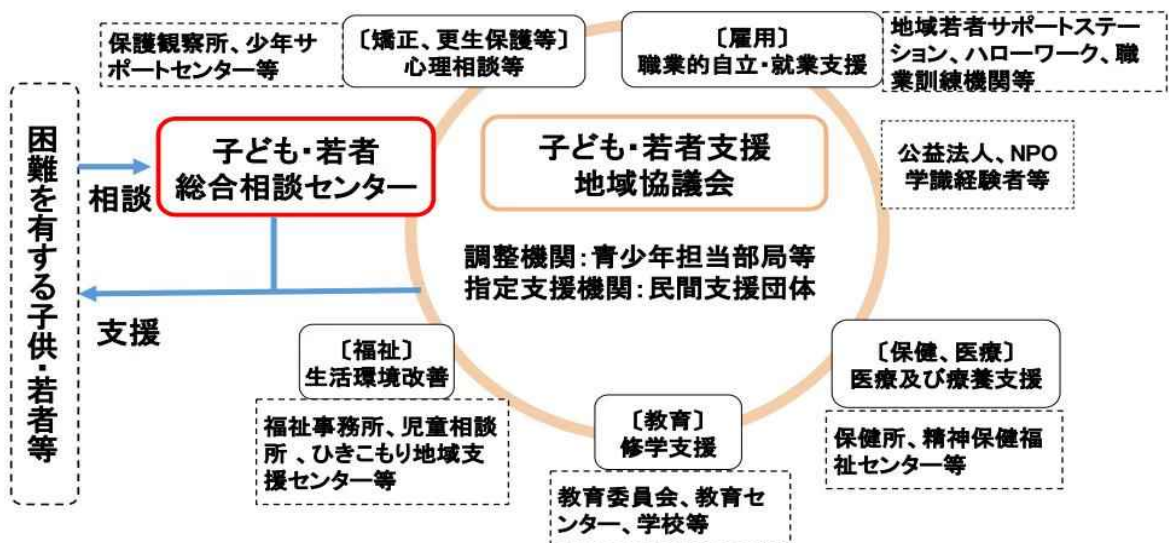 保護観察所、少年サ
ポートセンター等
〔矯正、更生保護等〕
心理相談等
〔雇用〕
職業的自立・就業支援
地域若者サポートステ
ーション、ハローワーク、職
業訓練機関等
困難を有する子供・若者等
相談
子ども・若者
総合相談センター
子ども・若者支援
地域協議会
公益法人、NPO
学識経験者等
調整機関:青少年担当部局等
指定支援機関:民間支援団体
支援
〔福祉〕
生活環境改善
福祉事務所、児童相談
所 、ひきこもり地域支
援センター等
〔教育〕
修学支援
教育委員会、教育セ
ンター、学校等
〔保健、医療〕
医療及び療養支援
保健所、精神保健福
祉センター等